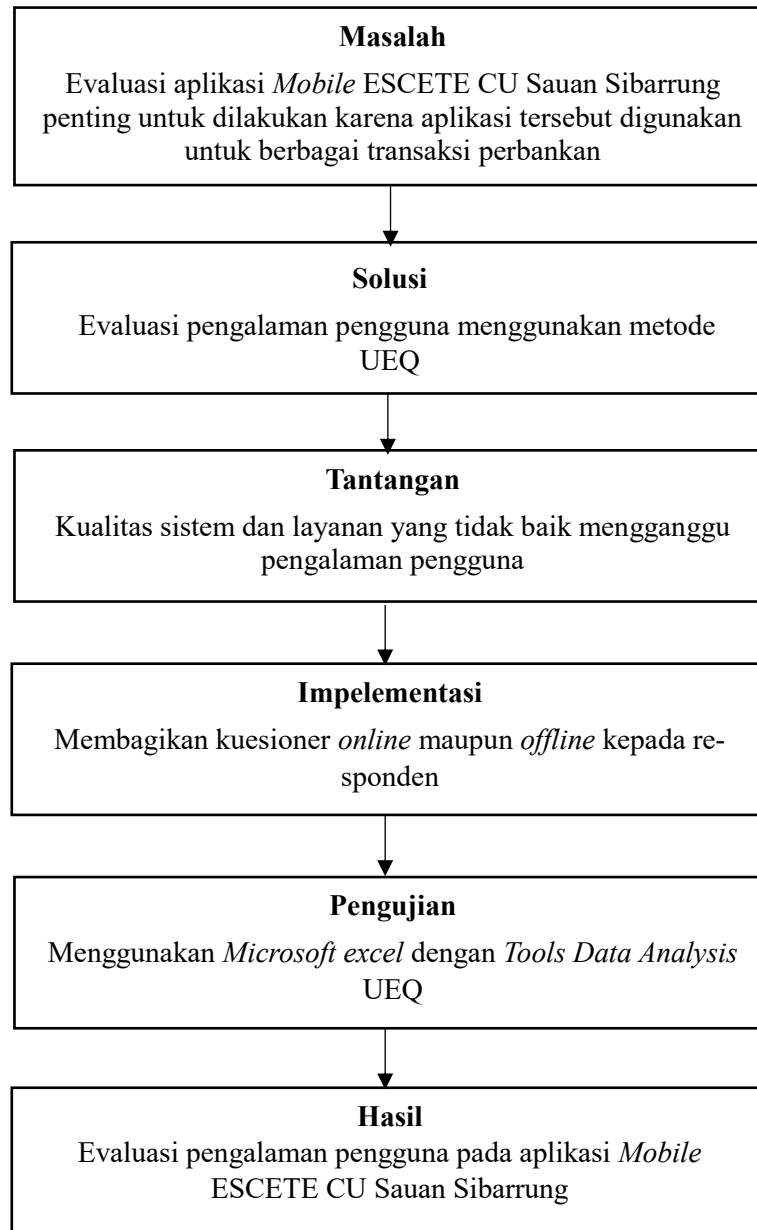 Masalah
Evaluasi aplikasi Mobile ESCETE CU Sauan Sibarrung
penting untuk dilakukan karena aplikasi tersebut digunakan
untuk berbagai transaksi perbankan
Solusi
Evaluasi pengalaman pengguna menggunakan metode
UEQ
Tantangan
Kualitas sistem dan layanan yang tidak baik mengganggu
pengalaman pengguna
Impelementasi
Membagikan kuesioner online maupun offline kepada re-
sponden
Pengujian
Menggunakan Microsoft excel dengan Tools Data Analysis
UEQ
Hasil
Evaluasi pengalaman pengguna pada aplikasi Mobile
ESCETE CU Sauan Sibarrung